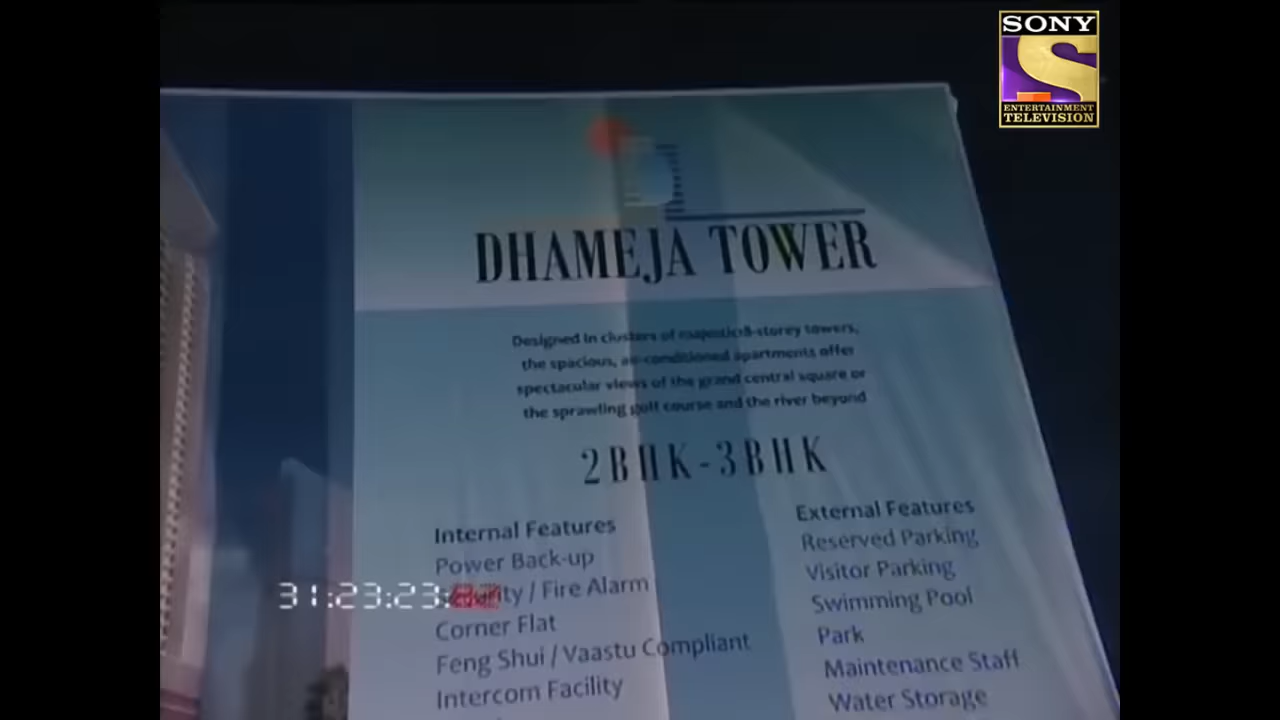 SONY
ENTERTAINMENT
TELEVISION
DHAMEJA TOWER
Designed in clusters of majestic18-storey towers,
the spacious, air-conditioned apartments offer
spectacular views of the grand central square or
the sprawling golf course and the river beyond
2BHK-3BHK
Internal Features
Power Back-up
/ Fire Alarm
Corner Flat
Feng Shui / Vaastu Compliant
Intercom Facility
External Features
Reserved Parking
Visitor Parking
Swimming Pool
Park
Maintenance Staff
Water Storage
31:23:23: